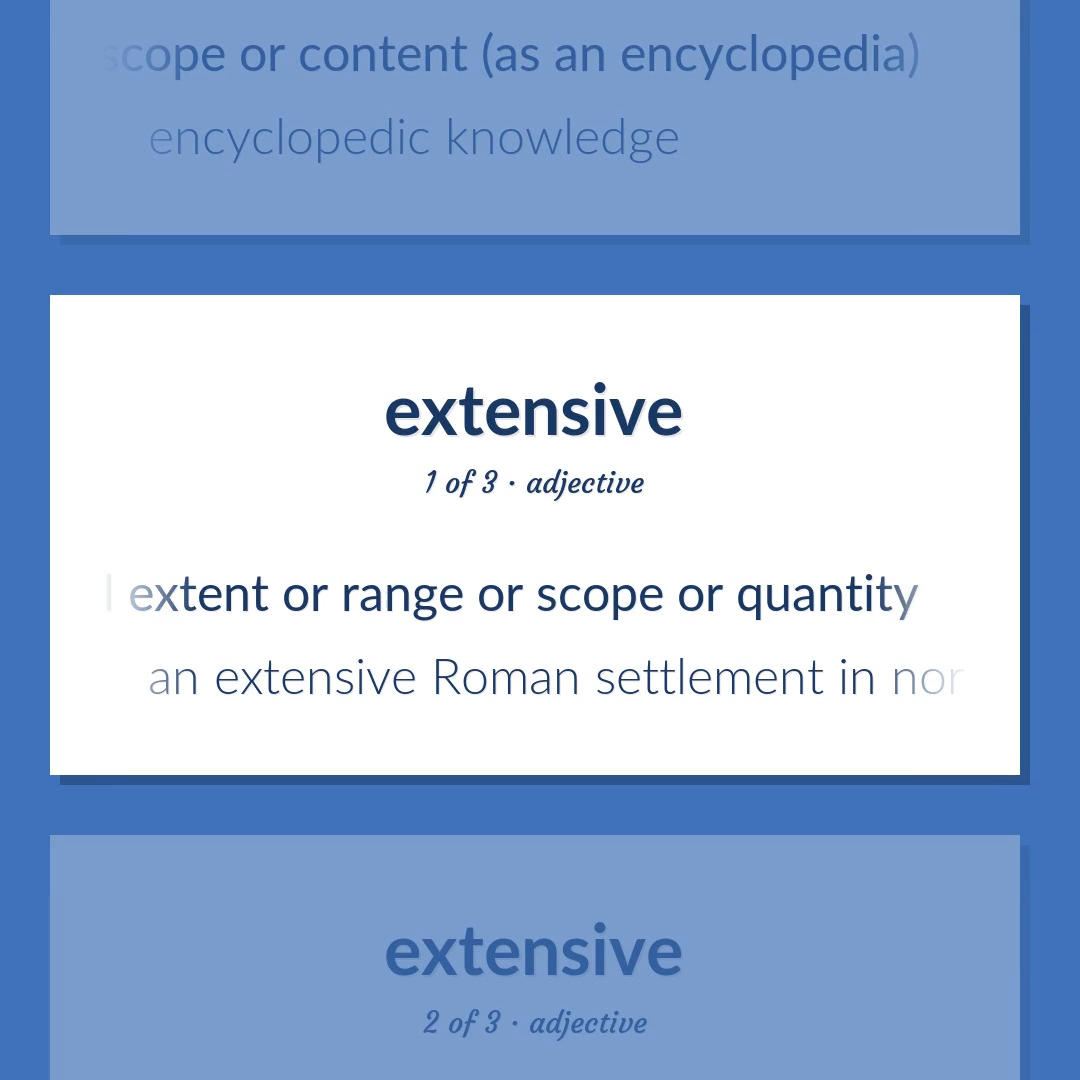 scope or content (as an encyclopedia)
encyclopedic knowledge
extensive
1 of 3 · adjective
extent or range or scope or quantity
an extensive Roman settlement in nor
extensive
2 of 3 · adjective